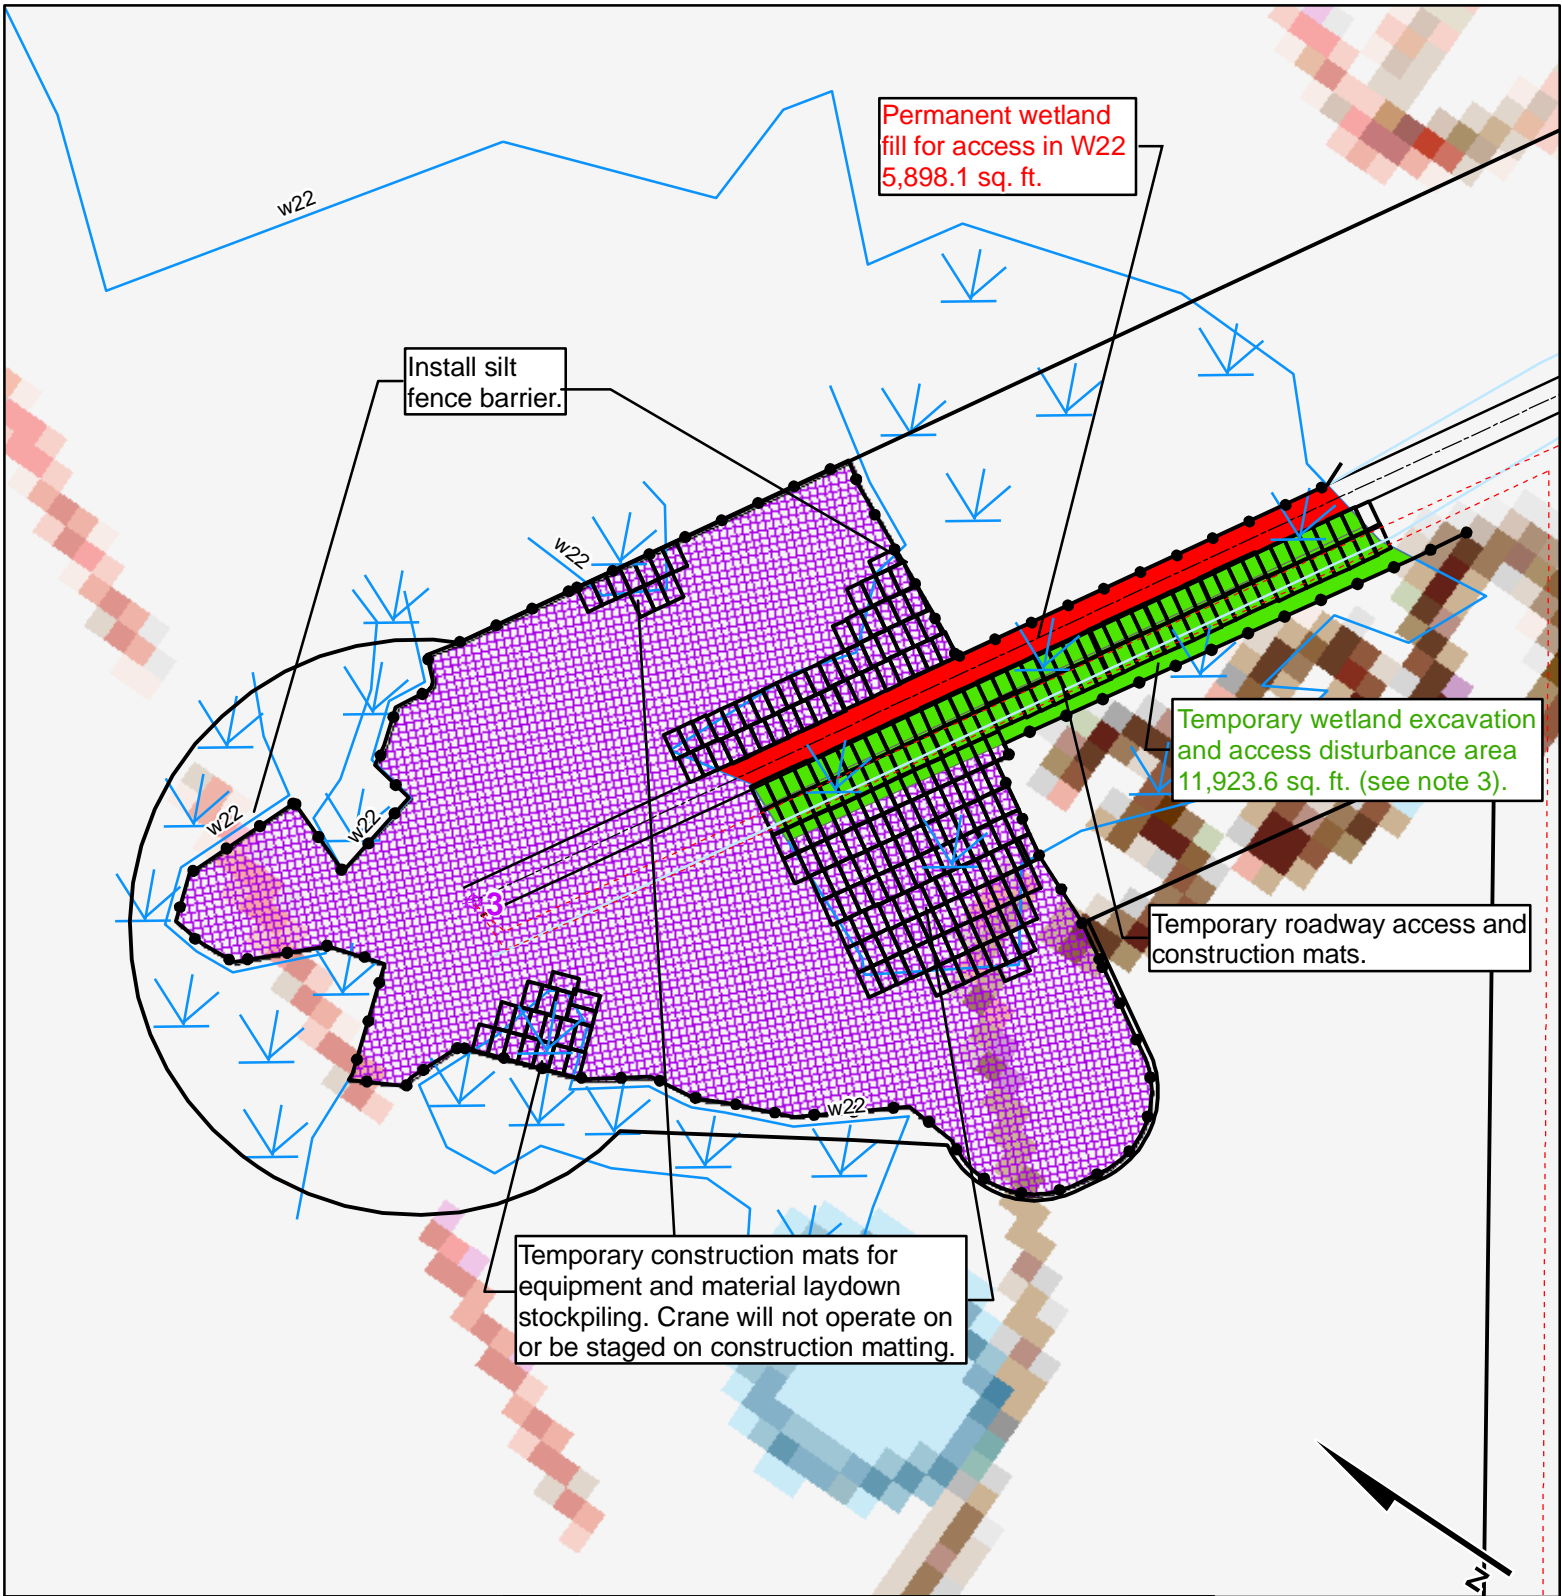 Permanent wetland
fill for access in W22
5,898.1 sq. ft.
w22
Install silt
fence barrier.
w22
Temporary wetland excavation
and access disturbance area
11,923.6 sq. ft. (see note 3).
w22
w22
3
Temporary roadway access and
construction mats.
w22
Temporary construction mats for
equipment and material laydown
stockpiling. Crane will not operate on
or be staged on construction matting.
N